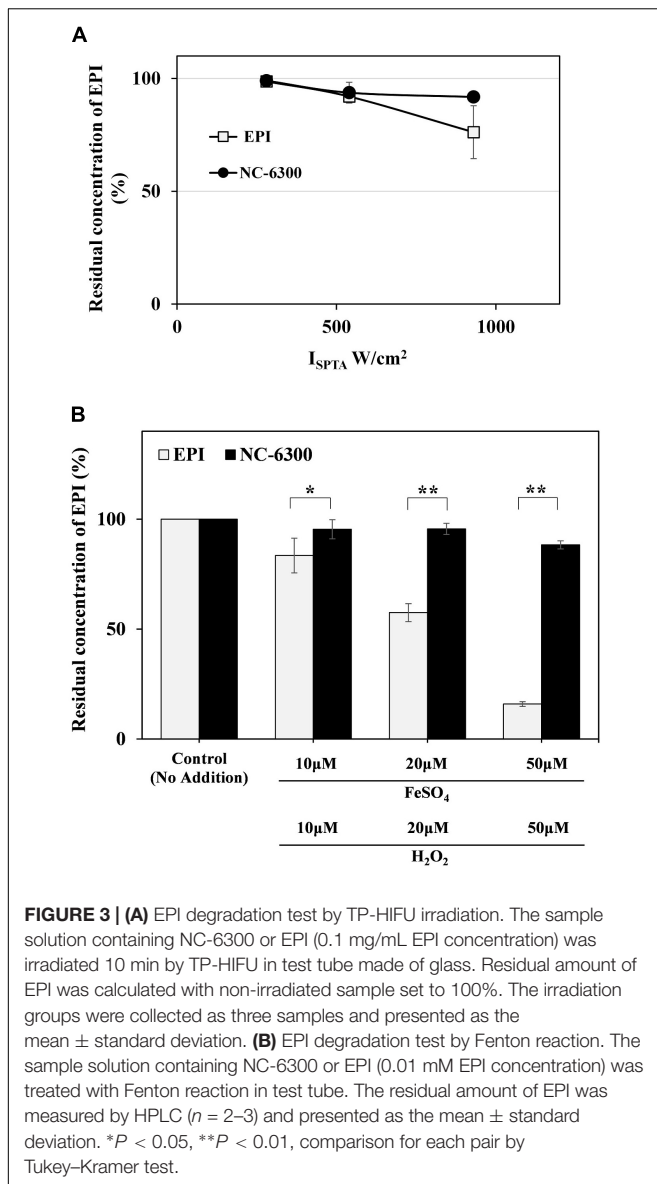 A
Residual concentration of EPI
(%)
100
50
0
EPI
NC-6300
0
500
1000
I_SPTA W/cm²
B
Residual concentration of EPI (%)
EPI NC-6300
* ** **
100
50
0
Control
(No Addition)
10μM 20μM 50μM
FeSO₄
10μM 20μM 50μM
H₂O₂
FIGURE 3 | (A) EPI degradation test by TP-HIFU irradiation. The sample
solution containing NC-6300 or EPI (0.1 mg/mL EPI concentration) was
irradiated 10 min by TP-HIFU in test tube made of glass. Residual amount of
EPI was calculated with non-irradiated sample set to 100%. The irradiation
groups were collected as three samples and presented as the
mean ± standard deviation. (B) EPI degradation test by Fenton reaction. The
sample solution containing NC-6300 or EPI (0.01 mM EPI concentration) was
treated with Fenton reaction in test tube. The residual amount of EPI was
measured by HPLC (n = 2–3) and presented as the mean ± standard
deviation. *P < 0.05, **P < 0.01, comparison for each pair by
Tukey–Kramer test.